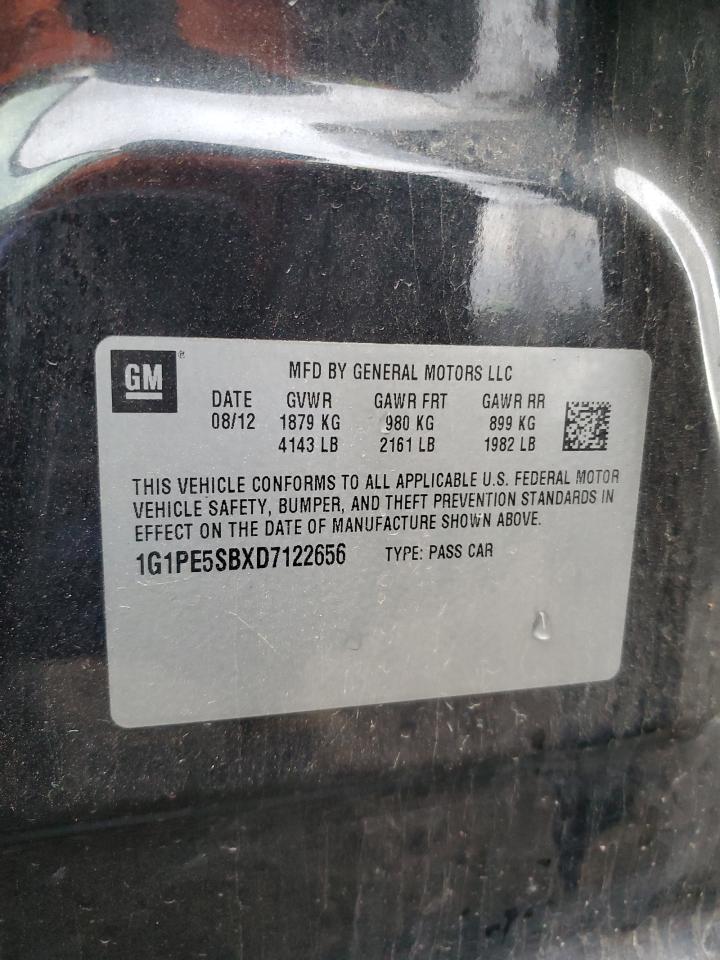 GM ®
MFD BY GENERAL MOTORS LLC
DATE GVWR GAWR FRT GAWR RR
08/12 1879 KG 980 KG 899 KG
4143 LB 2161 LB 1982 LB
THIS VEHICLE CONFORMS TO ALL APPLICABLE U.S. FEDERAL MOTOR
VEHICLE SAFETY, BUMPER, AND THEFT PREVENTION STANDARDS IN
EFFECT ON THE DATE OF MANUFACTURE SHOWN ABOVE.
1G1PE5SBXD7122656 TYPE: PASS CAR